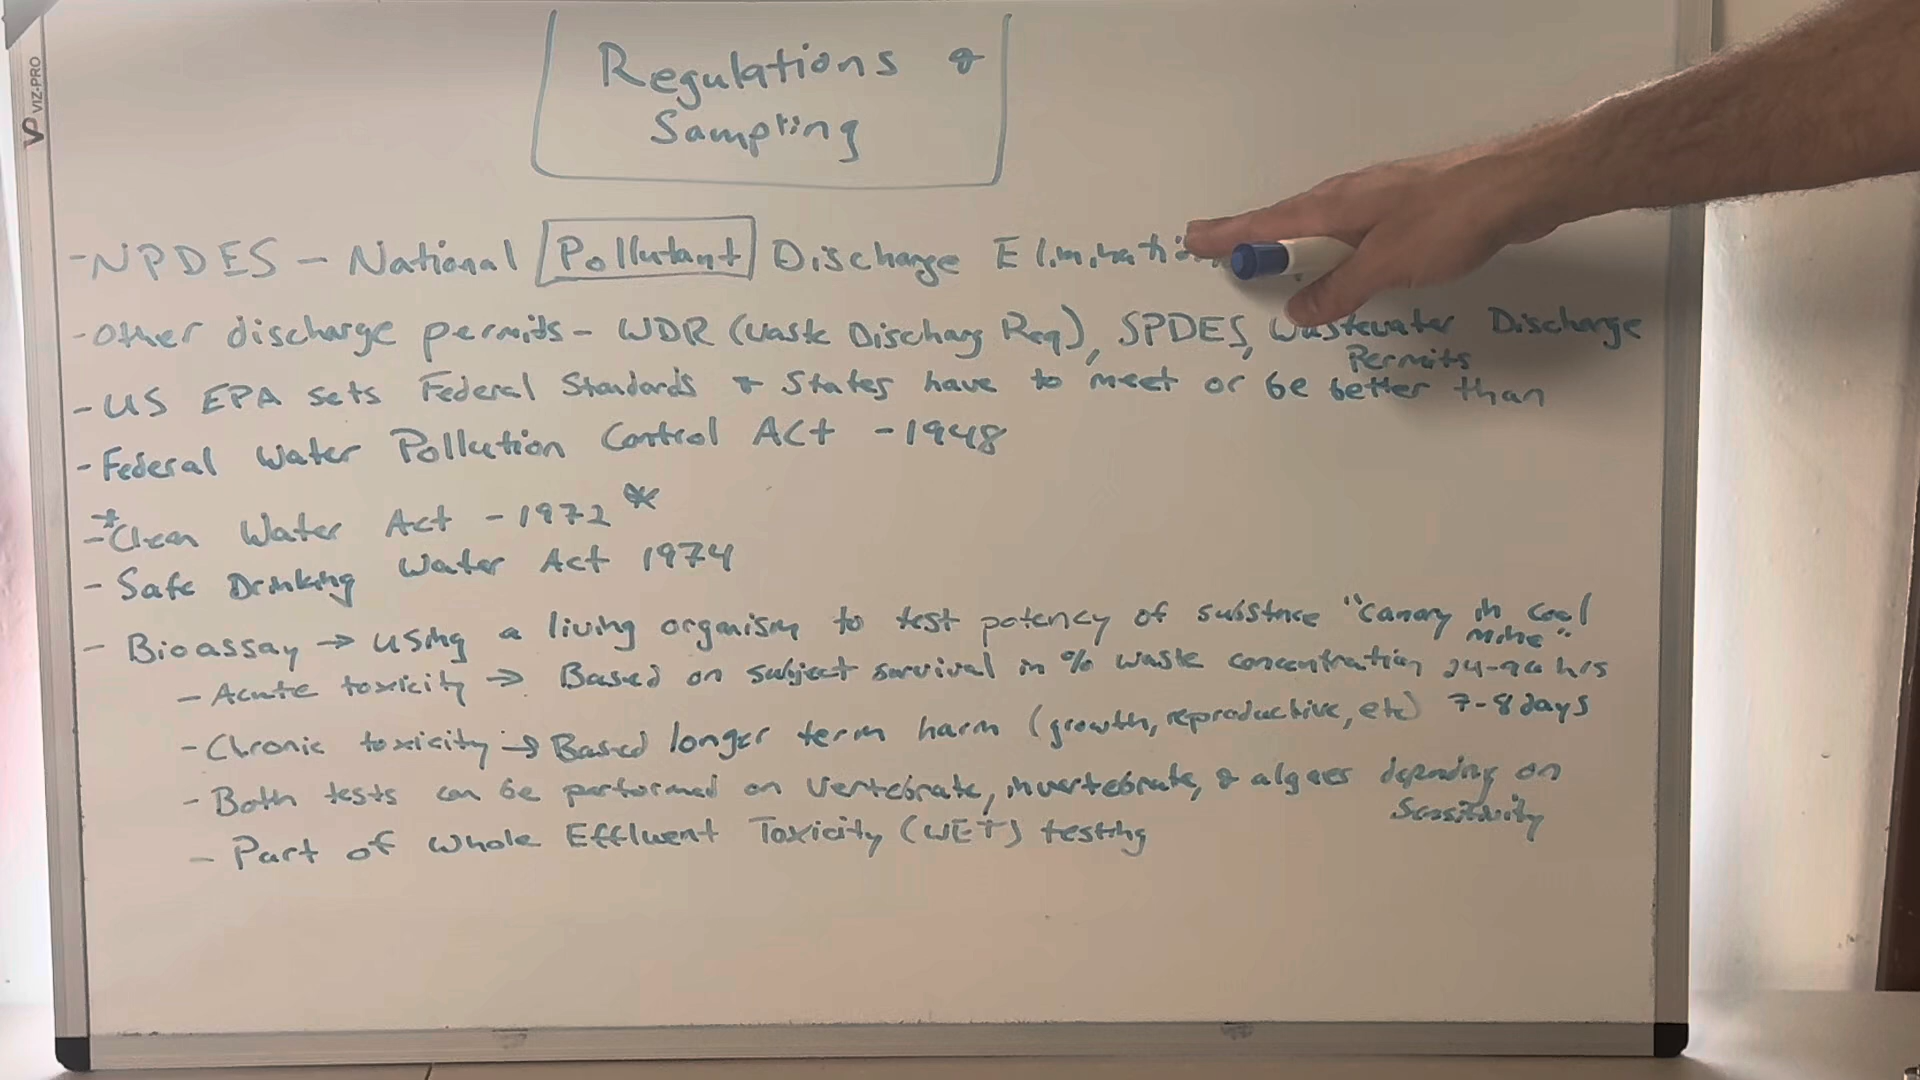 VIZ-PRO
Regulations &
Sampling
- NPDES - National Pollutant Discharge Elimination
- Other discharge permits - WDR (Waste Discharg Req), SPDES, Wastewater Discharge
Permits
- US EPA sets Federal Standards & States have to meet or be better than
- Federal Water Pollution Control Act - 1948
*- Clean Water Act - 1972 *
- Safe Drinking Water Act 1974
- Bioassay → using a living organism to test potency of substnce "canary in coal
mine"
- Acute toxicity → Based on subject survival in % waste concentration 24-96 hrs
- Chronic toxicity → Based longer term harm (growth, reproductive, etc) 7-8 days
- Both tests can be performed on vertebrate, invertebrate, & algaes depending on
Sensitivity
- Part of Whole Effluent Toxicity (WET) testing